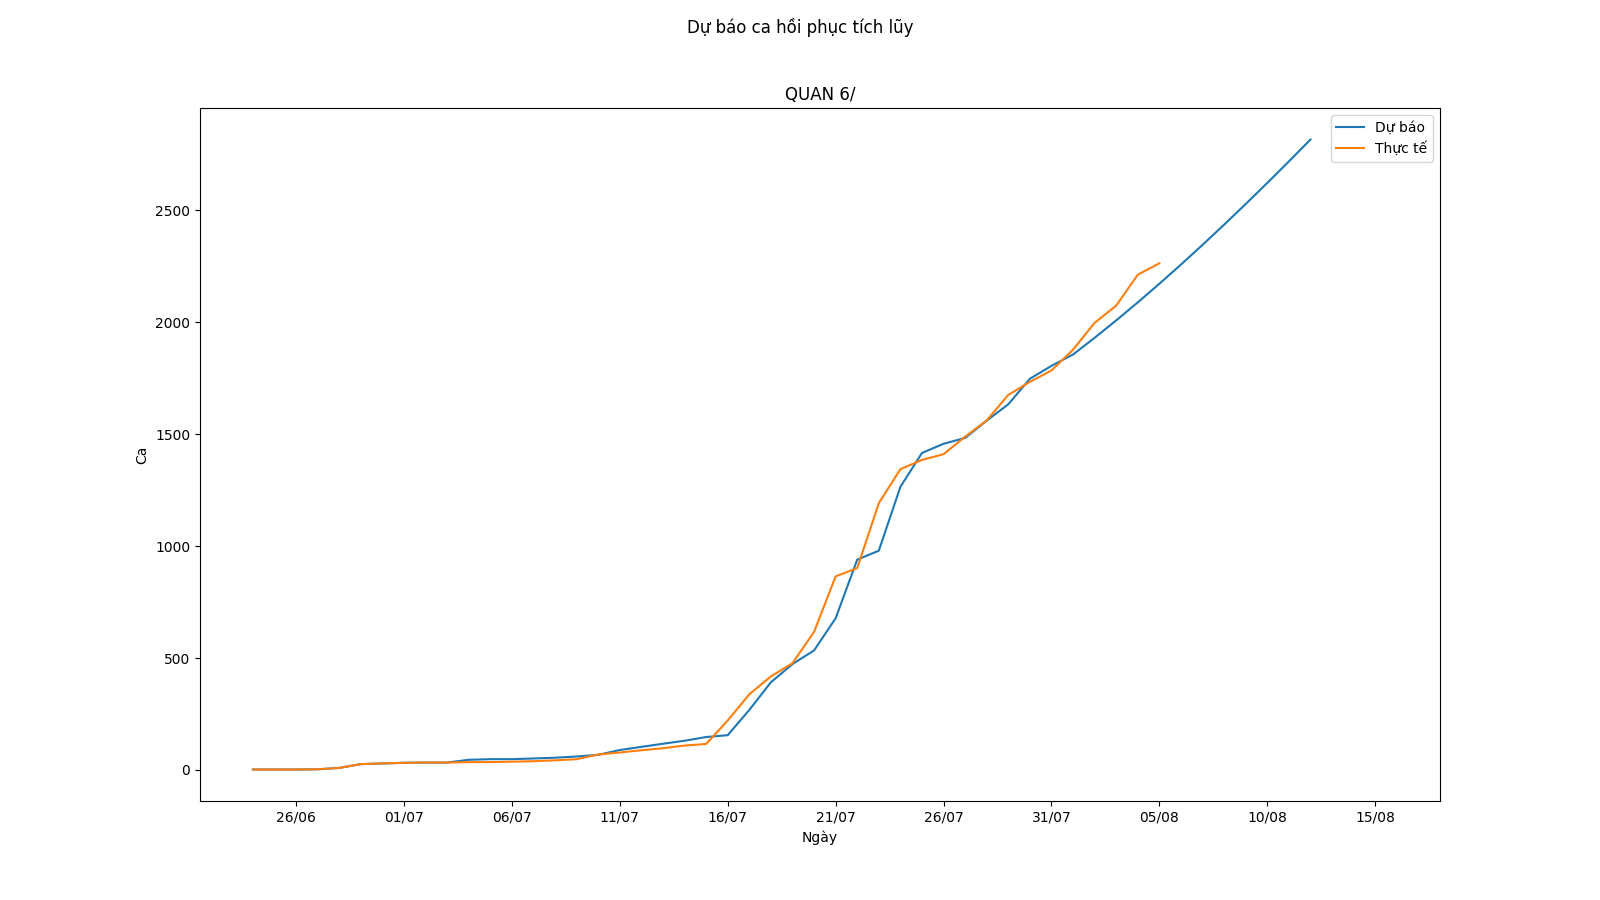 Dự báo ca hồi phục tích lũy
QUAN 6/
Dự báo
Thực tế
2500
2000
1500
1000
500
0
Ca
26/06 01/07 06/07 11/07 16/07 21/07 26/07 31/07 05/08 10/08 15/08
Ngày